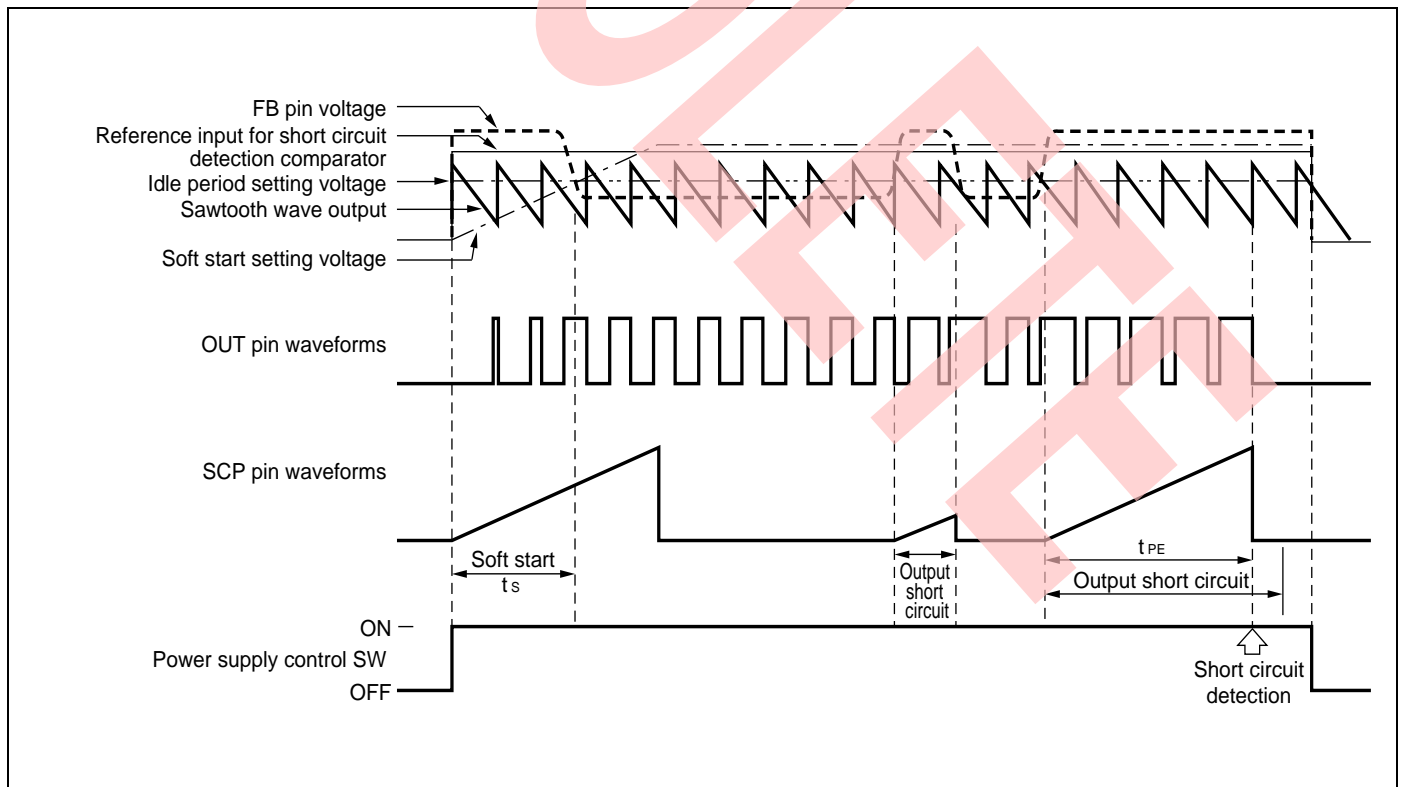 FB pin voltage
Reference input for short circuit
detection comparator
Idle period setting voltage
Sawtooth wave output
Soft start setting voltage
OUT pin waveforms
SCP pin waveforms
Soft start
t S
Output
short
circuit
t PE
Output short circuit
ON
Power supply control SW
OFF
Short circuit
detection